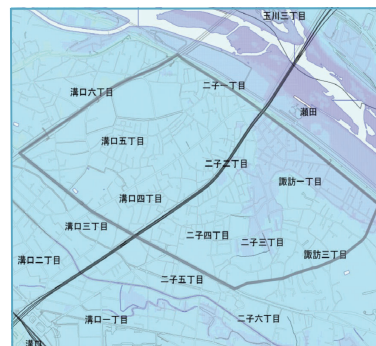 玉川三丁目
溝口六丁目
二子一丁目
瀬田
溝口五丁目
二子二丁目
諏訪一丁目
溝口四丁目
溝口三丁目
二子四丁目
二子三丁目
諏訪三丁目
溝口二丁目
二子五丁目
溝口一丁目
二子六丁目
溝口